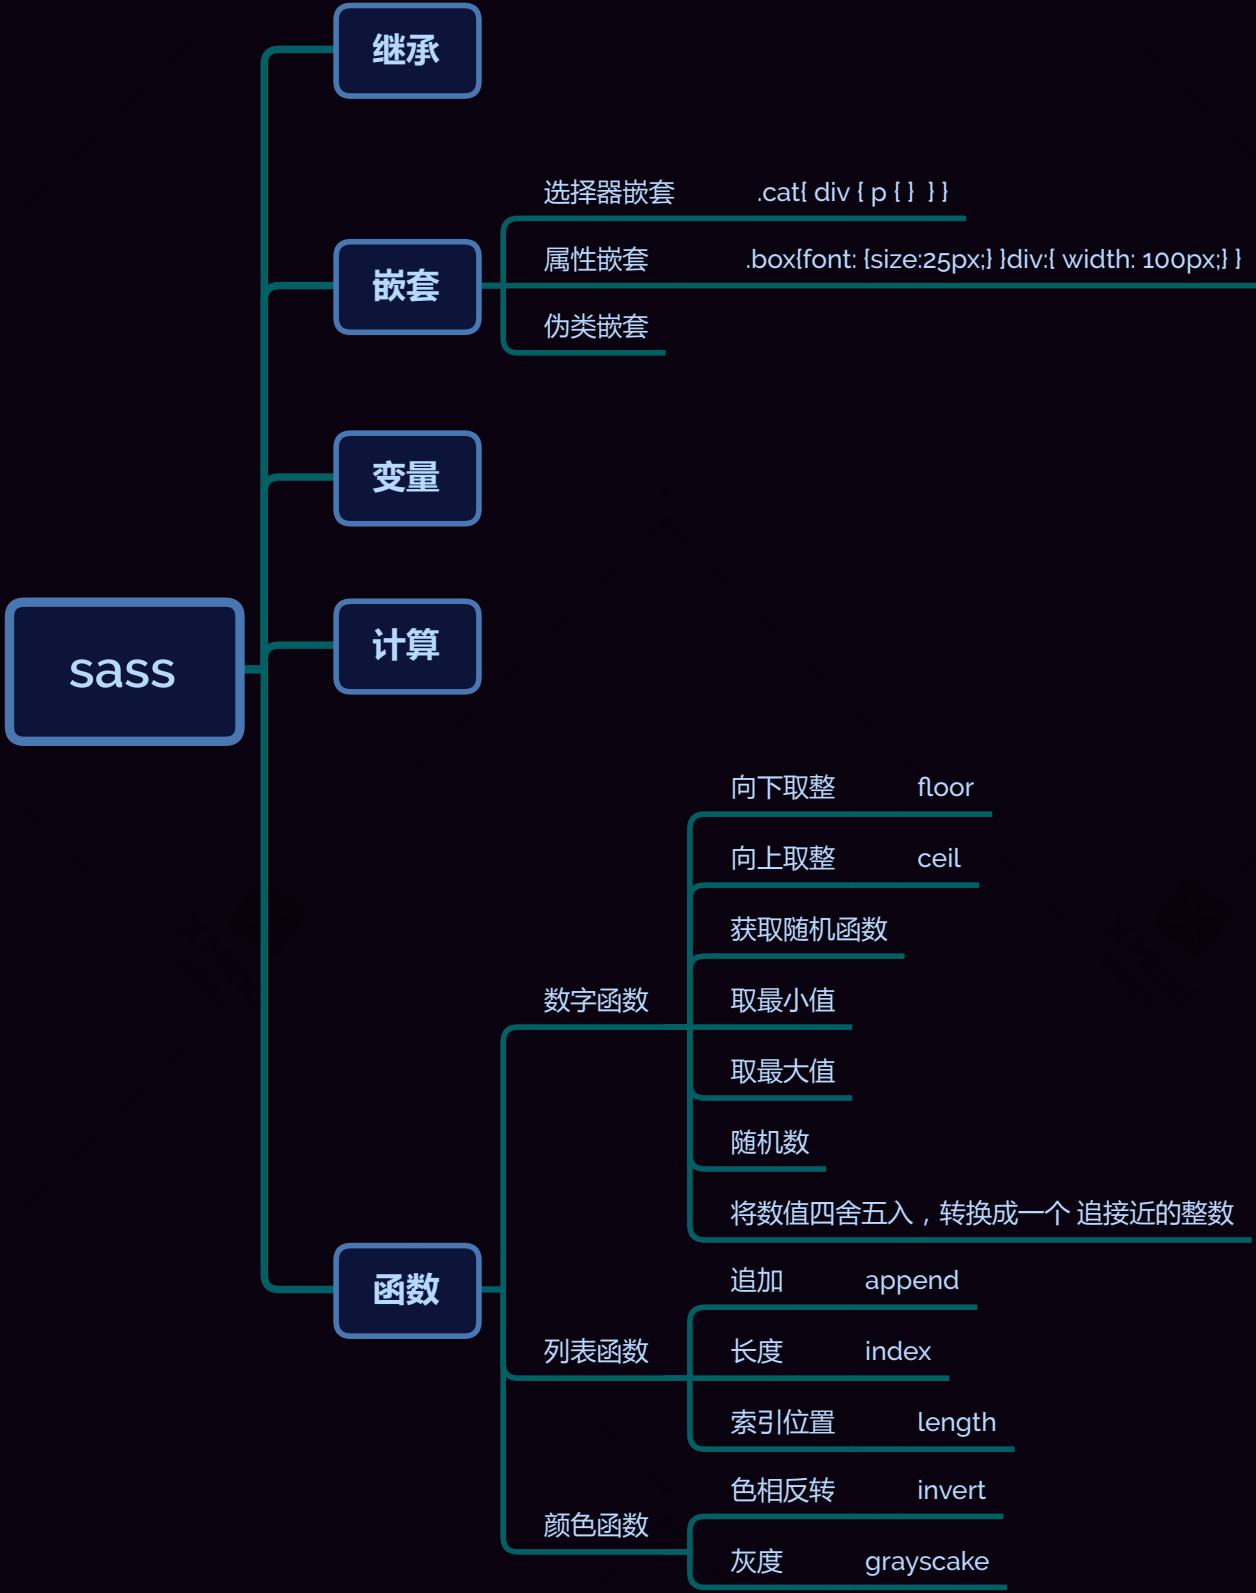 继承
选择器嵌套 .cat{ div { p { }  } }
属性嵌套 .box{font: {size:25px;} }div:{ width: 100px;} }
嵌套
伪类嵌套
变量
计算
sass
向下取整 floor
向上取整 ceil
获取随机函数
数字函数 取最小值
取最大值
随机数
将数值四舍五入，转换成一个 追接近的整数
函数
追加 append
列表函数 长度 index
索引位置 length
色相反转 invert
颜色函数
灰度 grayscake